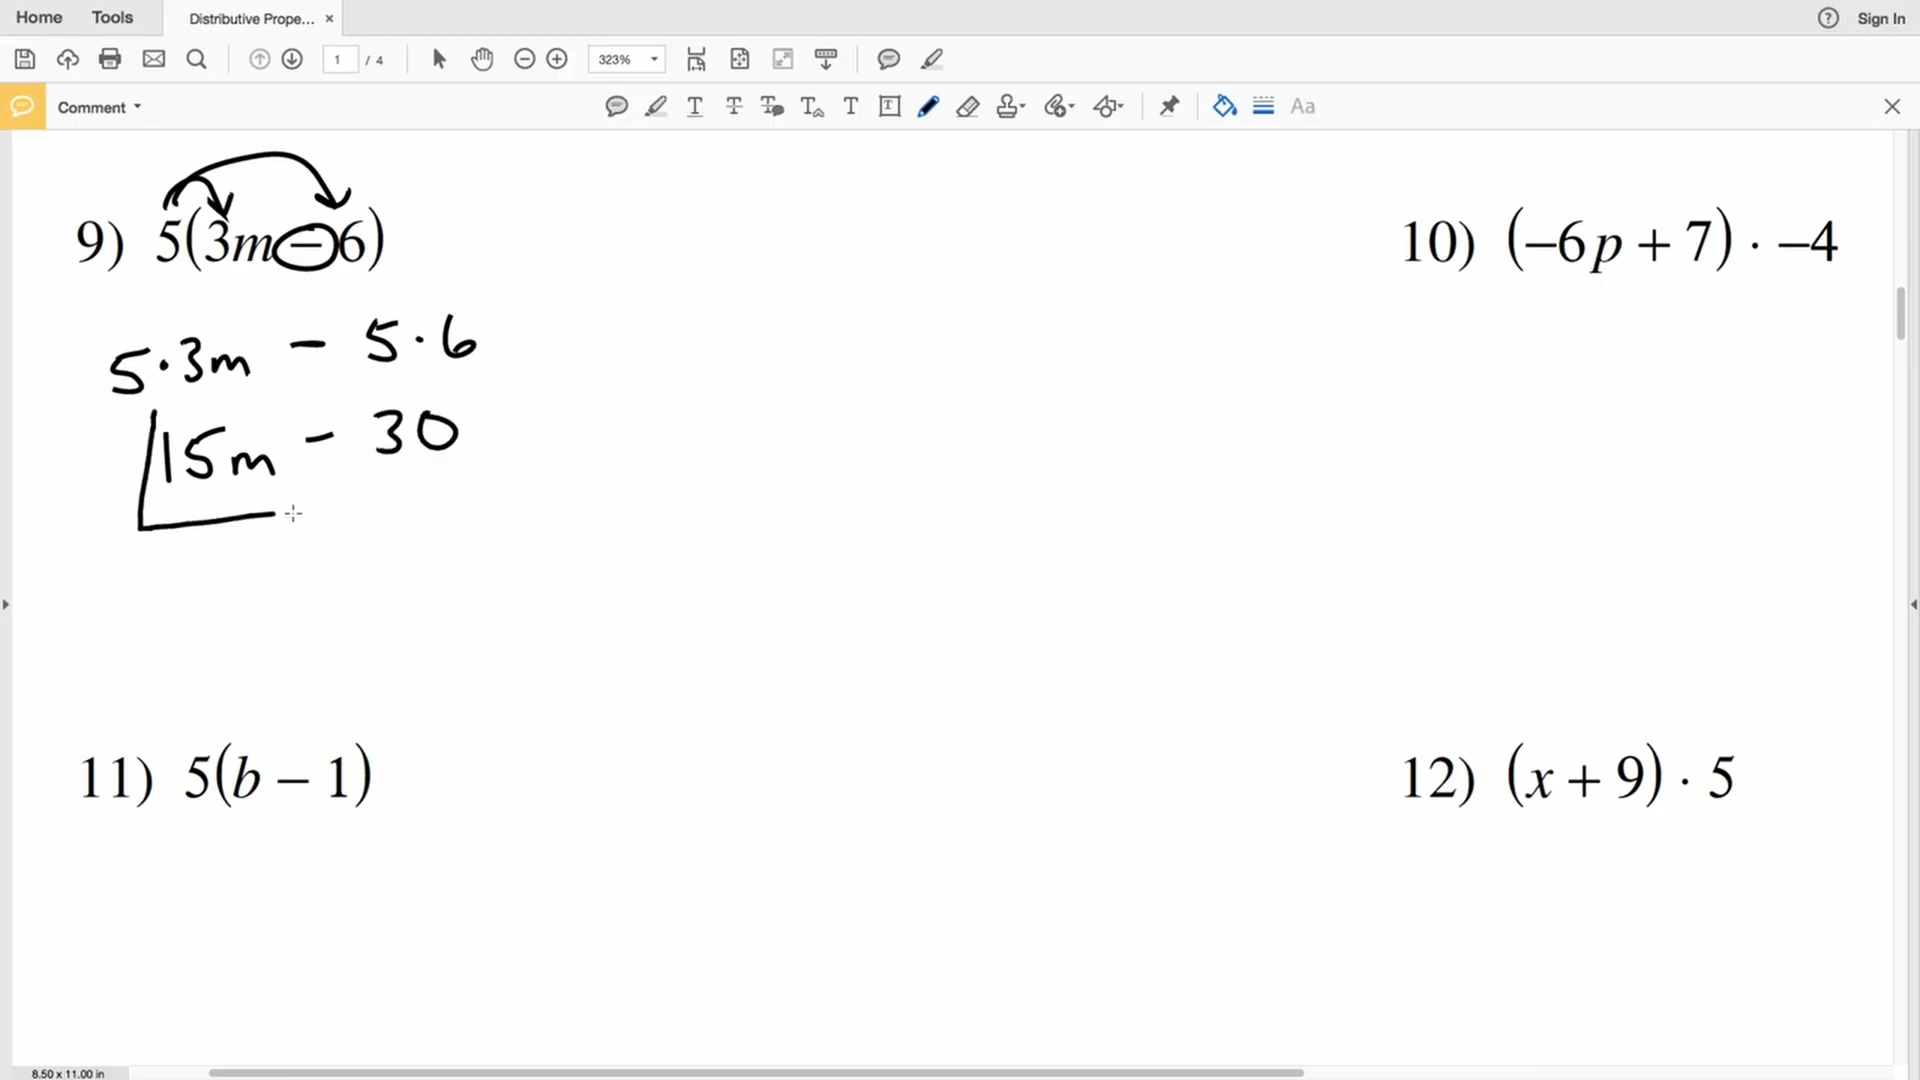 Home Tools Distributive Prope... × ? Sign In
1 / 4 323%
Comment T T T T T T Aa
9) 5(3m − 6)
10) (−6p + 7) · −4
5·3m − 5·6
15m − 30
11) 5(b − 1)
12) (x + 9) · 5
8.50 x 11.00 in